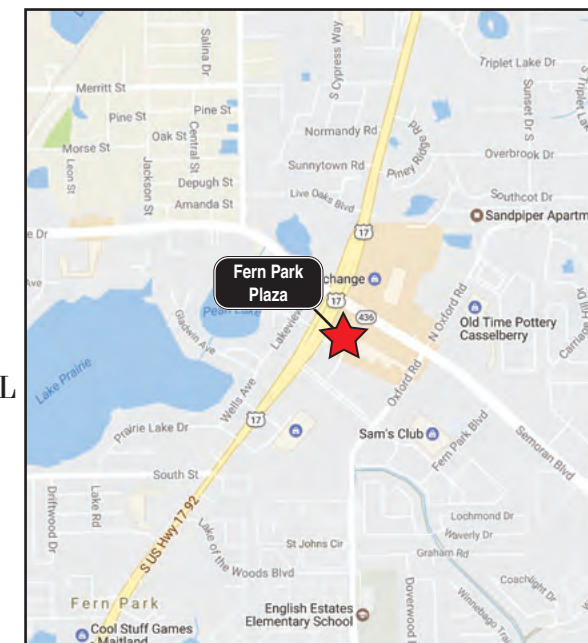 Salina Dr
S Cypress Way
Triplet Lake Dr
Merritt St
Pine St
Pine St
Oak St
Central St
Normandy Rd
Piney Ridge Rd
Sunset Dr S
S Triplet Lake
Morse St
Leon St
Jackson St
Depugh St
Sunnytown Rd
Overbrook Dr
Amanda St
Live Oaks Blvd
Southcot Dr
Sandpiper Apartm
e Dr
17
Fern Park
Plaza
change
Ave
17
436
N Oxford Rd
Old Time Pottery
Casselberry
Gladwin Ave
Lakeview
L
Lake Prairie
Wells Ave
Oxford Rd
17
Prairie Lake Dr
Sam's Club
Fern Park Blvd
Semoran Blvd
South St
Driftwood Dr
Lake Rd
S US Hwy 17 92
Lake of the Woods Blvd
St Johns Cir
Lochmond Dr
Waverly Dr
Graham Rd
Coachlight Dr
Doverwood
Winnebago Tra
Fern Park
English Estates
Elementary School
Cool Stuff Games
- Maitland